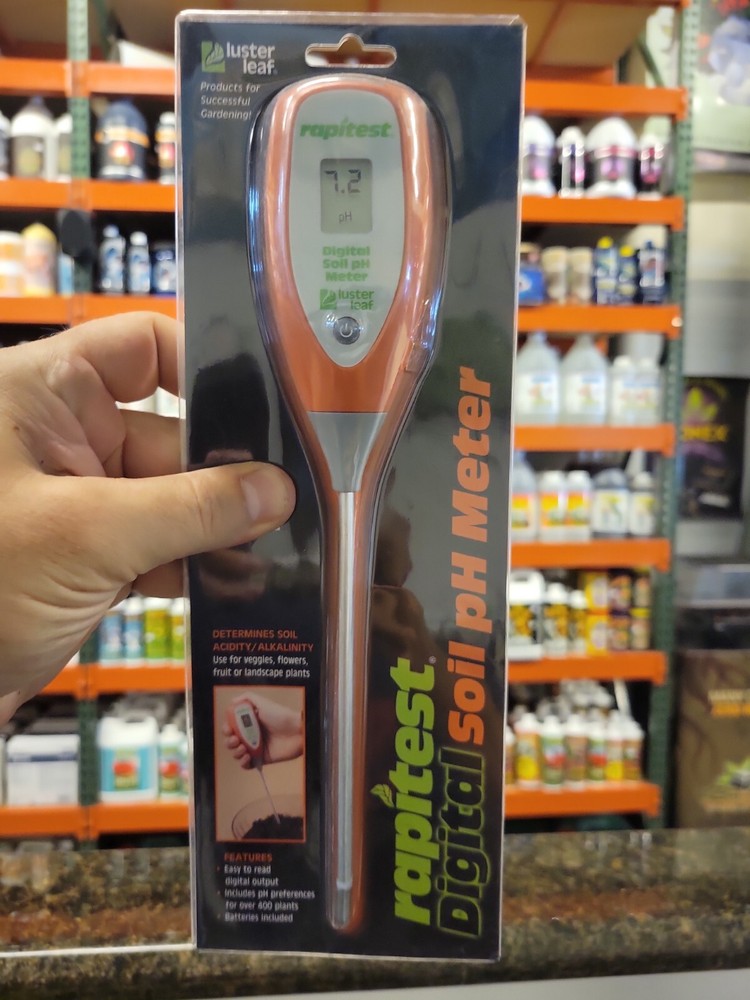 luster
leaf®
Products for
Successful
Gardening!
rapitest®
7.2
pH
Digital
Soil pH
Meter
luster
leaf
rapitest®
Digital Soil pH Meter
DETERMINES SOIL
ACIDITY/ALKALINITY
Use for veggies, flowers,
fruit or landscape plants
FEATURES
• Easy to read
digital output
• Includes pH preferences
for over 400 plants
• Batteries included